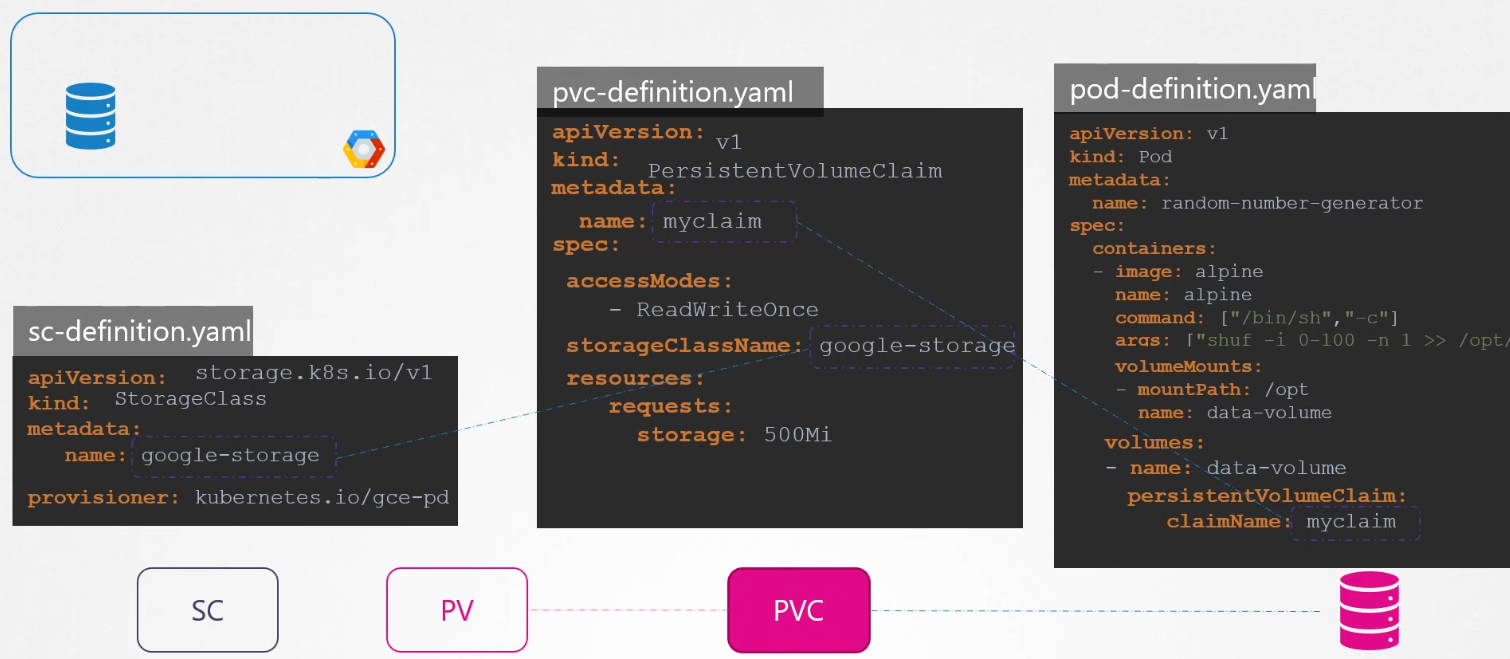 sc-definition.yaml
apiVersion: storage.k8s.io/v1
kind: StorageClass
metadata:
name: google-storage
provisioner: kubernetes.io/gce-pd
pvc-definition.yaml
apiVersion: v1
kind: PersistentVolumeClaim
metadata:
name: myclaim
spec:
accessModes:
- ReadWriteOnce
storageClassName: google-storage
resources:
requests:
storage: 500Mi
pod-definition.yaml
apiVersion: v1
kind: Pod
metadata:
name: random-number-generator
spec:
containers:
- image: alpine
name: alpine
command: ["/bin/sh","-c"]
args: ["shuf -i 0-100 -n 1 >> /opt/
volumeMounts:
- mountPath: /opt
name: data-volume
volumes:
- name: data-volume
persistentVolumeClaim:
claimName: myclaim
SC
PV
PVC